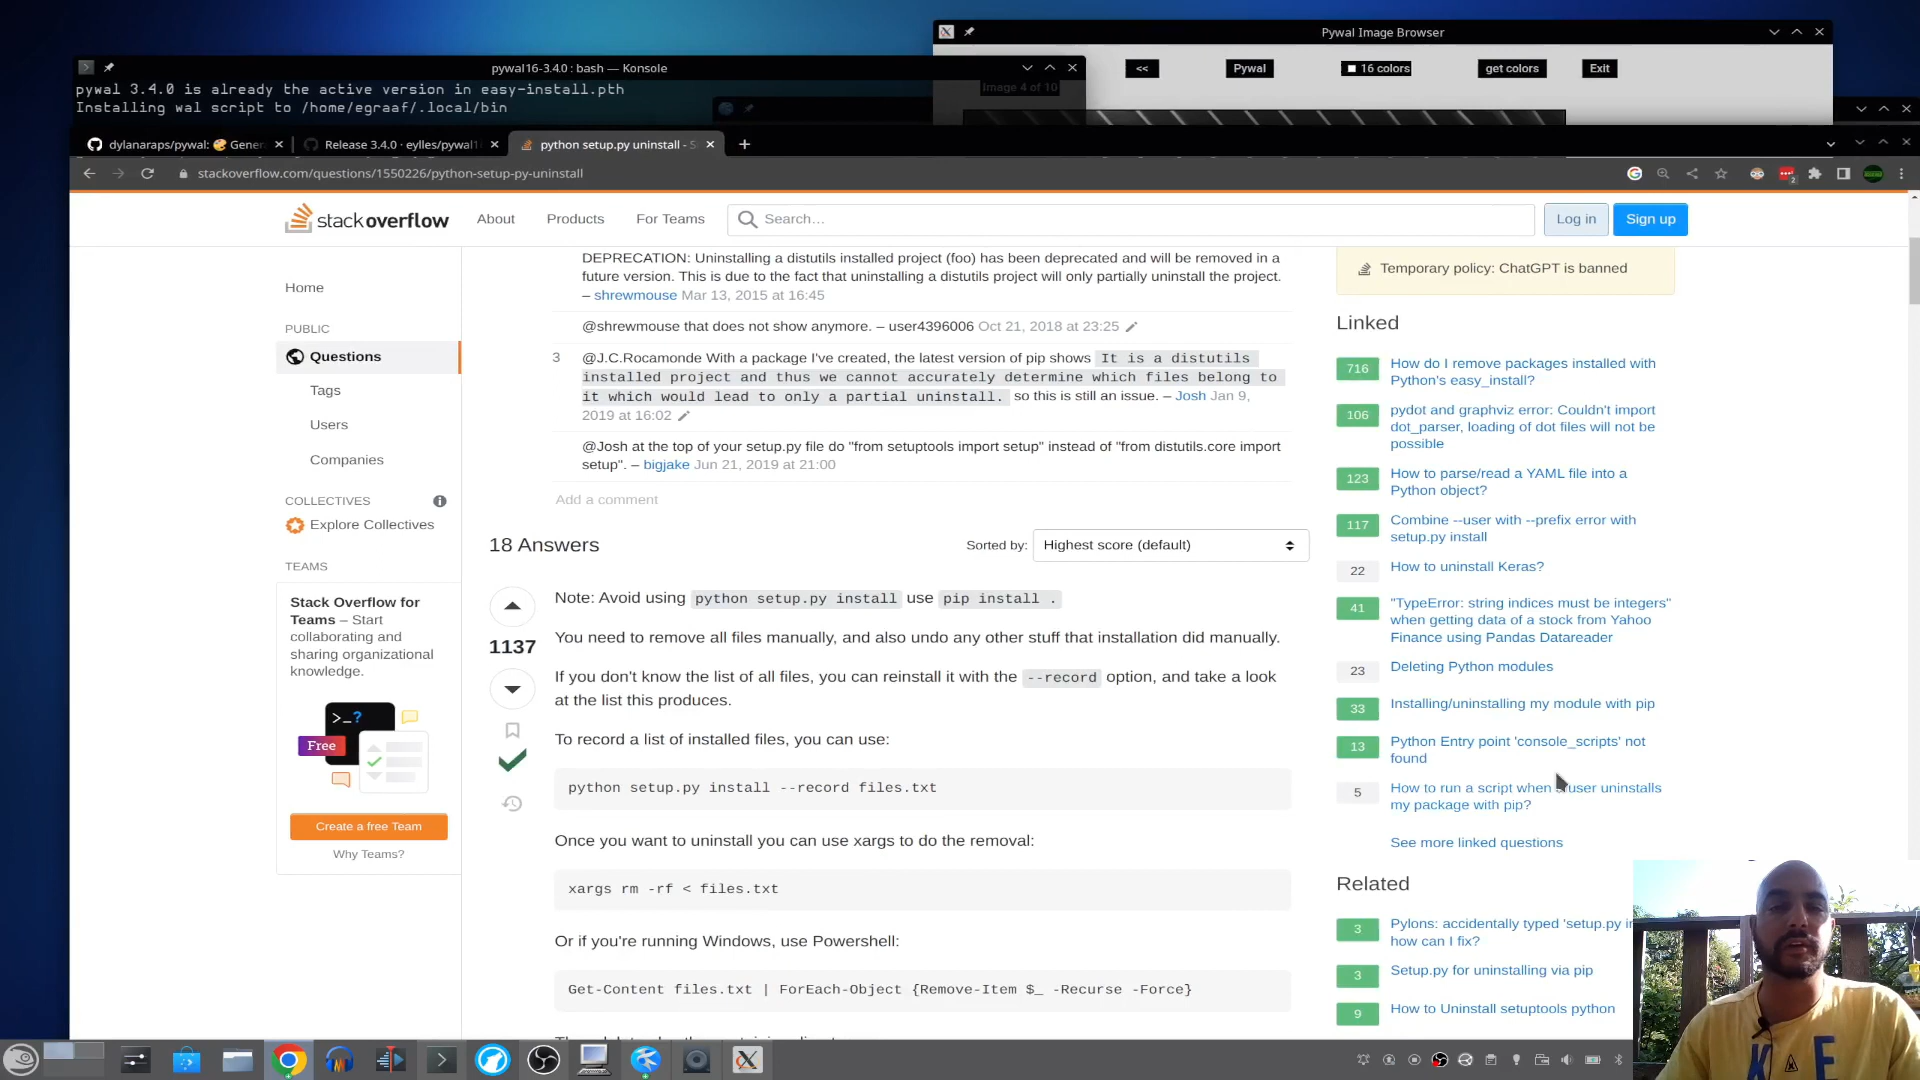 Pywal Image Browser
pywal16-3.4.0 : bash — Konsole
<< Pywal 16 colors get colors Exit
pywal 3.4.0 is already the active version in easy-install.pth
Image 4 of 10
Installing wal script to /home/egraaf/.local/bin
dylanaraps/pywal: Gener
Release 3.4.0 · eylles/pywal1
python setup.py uninstall - S
stackoverflow.com/questions/1550226/python-setup-py-uninstall
stackoverflow
About
Products
For Teams
Search...
Log in
Sign up
Home
PUBLIC
Questions
Tags
Users
Companies
COLLECTIVES
Explore Collectives
TEAMS
Stack Overflow for
Teams – Start
collaborating and
sharing organizational
knowledge.
>_?
Free
Create a free Team
Why Teams?
DEPRECATION: Uninstalling a distutils installed project (foo) has been deprecated and will be removed in a
future version. This is due to the fact that uninstalling a distutils project will only partially uninstall the project.
– shrewmouse Mar 13, 2015 at 16:45
@shrewmouse that does not show anymore. – user4396006 Oct 21, 2018 at 23:25
3 @J.C.Rocamonde With a package I've created, the latest version of pip shows It is a distutils
installed project and thus we cannot accurately determine which files belong to
it which would lead to only a partial uninstall. so this is still an issue. – Josh Jan 9,
2019 at 16:02
@Josh at the top of your setup.py file do "from setuptools import setup" instead of "from distutils.core import
setup". – bigjake Jun 21, 2019 at 21:00
Add a comment
18 Answers
Sorted by: Highest score (default)
1137
Note: Avoid using python setup.py install use pip install .
You need to remove all files manually, and also undo any other stuff that installation did manually.
If you don't know the list of all files, you can reinstall it with the --record option, and take a look
at the list this produces.
To record a list of installed files, you can use:
python setup.py install --record files.txt
Once you want to uninstall you can use xargs to do the removal:
xargs rm -rf < files.txt
Or if you're running Windows, use Powershell:
Get-Content files.txt | ForEach-Object {Remove-Item $_ -Recurse -Force}
Temporary policy: ChatGPT is banned
Linked
716 How do I remove packages installed with
Python's easy_install?
106 pydot and graphviz error: Couldn't import
dot_parser, loading of dot files will not be
possible
123 How to parse/read a YAML file into a
Python object?
117 Combine --user with --prefix error with
setup.py install
22 How to uninstall Keras?
41 "TypeError: string indices must be integers"
when getting data of a stock from Yahoo
Finance using Pandas Datareader
23 Deleting Python modules
33 Installing/uninstalling my module with pip
13 Python Entry point 'console_scripts' not
found
5 How to run a script when user uninstalls
my package with pip?
See more linked questions
Related
3 Pylons: accidentally typed 'setup.py in
how can I fix?
3 Setup.py for uninstalling via pip
9 How to Uninstall setuptools python